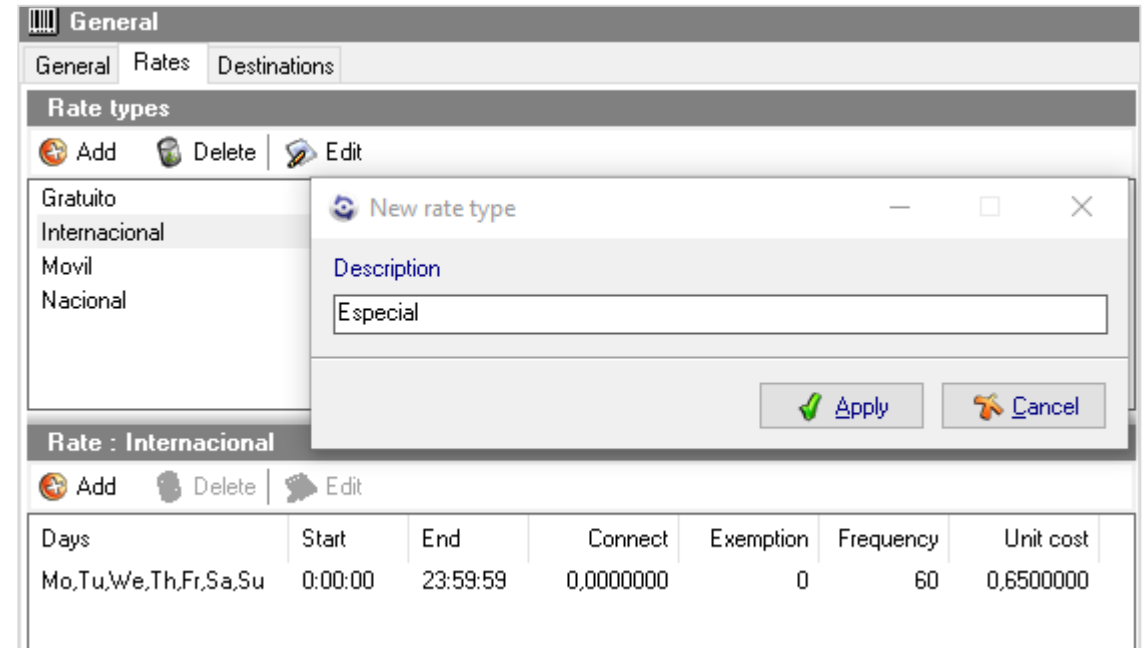 General
General Rates Destinations
Rate types
Add Delete Edit
Gratuito
Internacional
Movil
Nacional
New rate type
Description
Especial
Apply Cancel
Rate : Internacional
Add Delete Edit
Days Start End Connect Exemption Frequency Unit cost
Mo,Tu,We,Th,Fr,Sa,Su 0:00:00 23:59:59 0,0000000 0 60 0,6500000